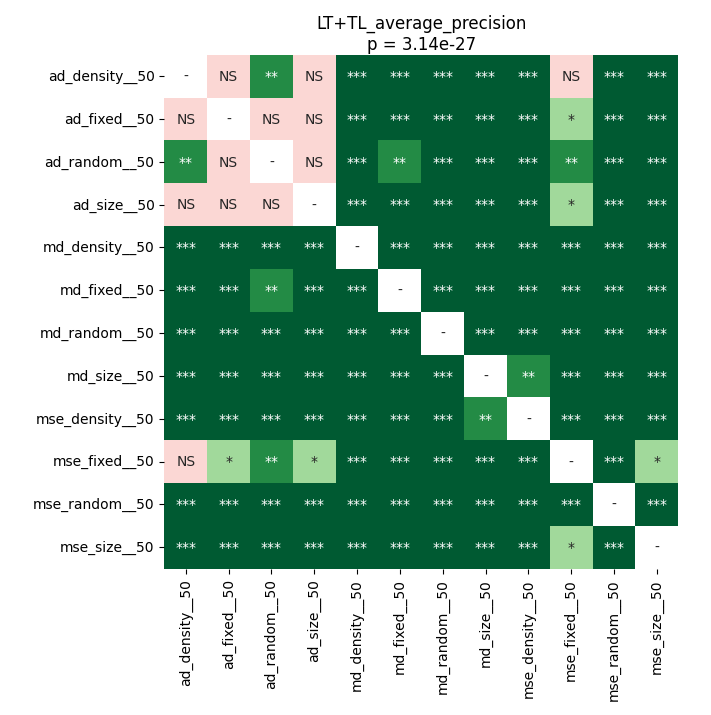 LT+TL_average_precision
p = 3.14e-27
ad_density__50 - NS ** NS *** *** *** *** *** NS *** ***
ad_fixed__50 NS - NS NS *** *** *** *** *** * *** ***
ad_random__50 ** NS - NS *** ** *** *** *** ** *** ***
ad_size__50 NS NS NS - *** *** *** *** *** * *** ***
md_density__50 *** *** *** *** - *** *** *** *** *** *** ***
md_fixed__50 *** *** ** *** *** - *** *** *** *** *** ***
md_random__50 *** *** *** *** *** *** - *** *** *** *** ***
md_size__50 *** *** *** *** *** *** *** - ** *** *** ***
mse_density__50 *** *** *** *** *** *** *** ** - *** *** ***
mse_fixed__50 NS * ** * *** *** *** *** *** - *** *
mse_random__50 *** *** *** *** *** *** *** *** *** *** - ***
mse_size__50 *** *** *** *** *** *** *** *** *** * *** -
ad_density__50
ad_fixed__50
ad_random__50
ad_size__50
md_density__50
md_fixed__50
md_random__50
md_size__50
mse_density__50
mse_fixed__50
mse_random__50
mse_size__50